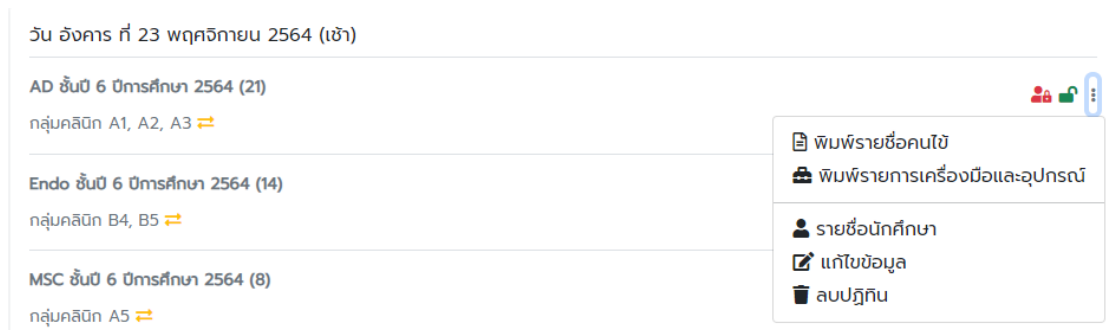 วัน อังคาร ที่ 23 พฤศจิกายน 2564 (เช้า)
AD ชั้นปี 6 ปีการศึกษา 2564 (21)
กลุ่มคลินิก A1, A2, A3
พิมพ์รายชื่อคนไข้
พิมพ์รายการเครื่องมือและอุปกรณ์
รายชื่อนักศึกษา
แก้ไขข้อมูล
ลบปฏิทิน
Endo ชั้นปี 6 ปีการศึกษา 2564 (14)
กลุ่มคลินิก B4, B5
MSC ชั้นปี 6 ปีการศึกษา 2564 (8)
กลุ่มคลินิก A5